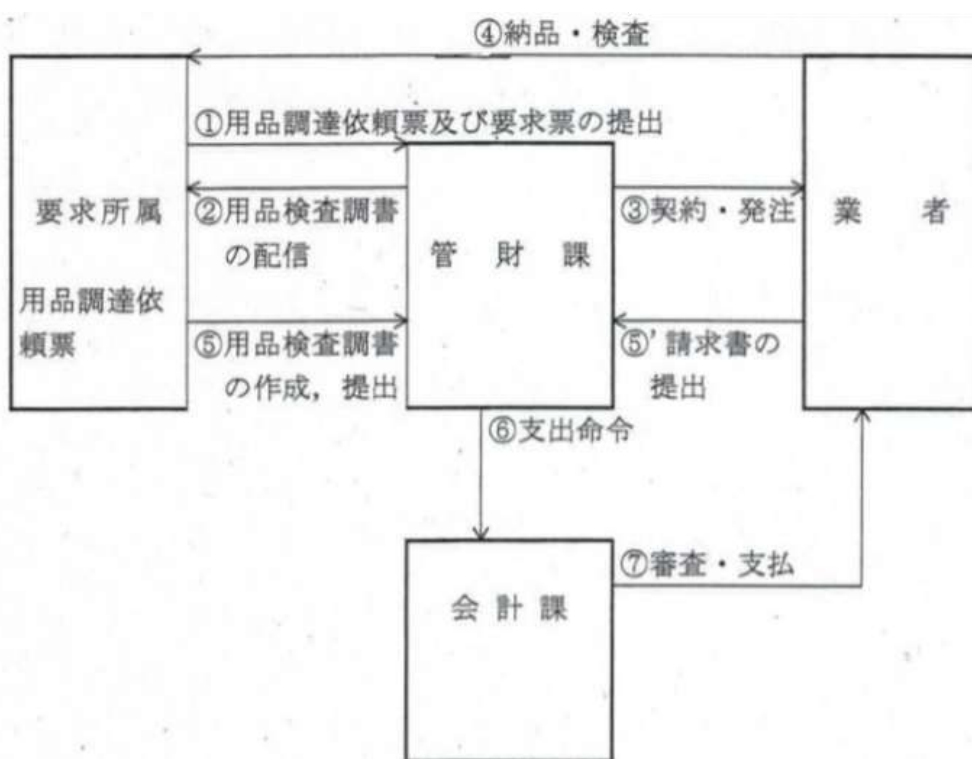 ④納品・検査
①用品調達依頼票及び要求票の提出
要求所属
用品調達依
頼票
②用品検査調書
の配信
管財課
③契約・発注
業者
⑤用品検査調書
の作成，提出
⑤'請求書の
提出
⑥支出命令
会計課
⑦審査・支払